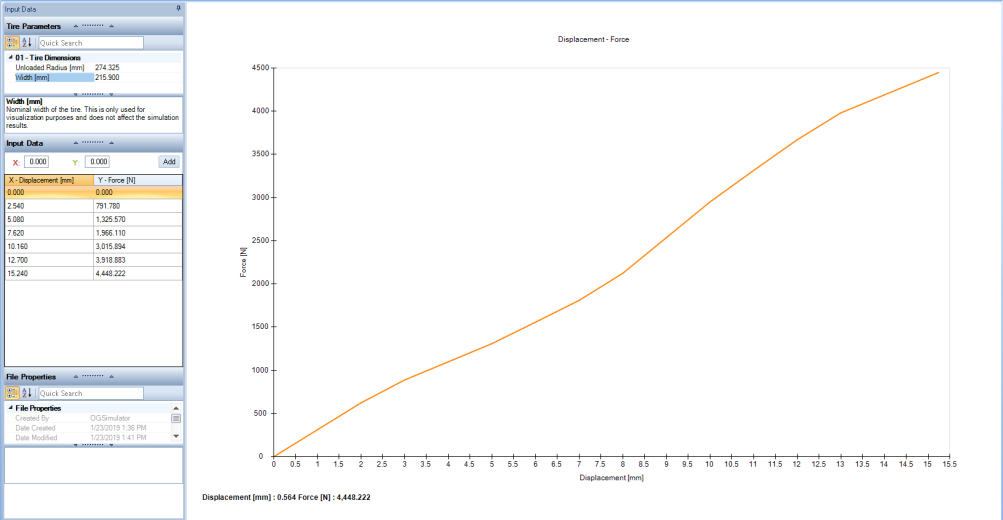 Input Data
Tire Parameters
Quick Search
01 - Tire Dimensions
Unloaded Radius [mm] 274.325
Width [mm] 215.900
Width [mm]
Nominal width of the tire. This is only used for
visualization purposes and does not affect the simulation
results.
Input Data
X: 0.000 Y: 0.000 Add
X - Displacement [mm] Y - Force [N]
0.000 0.000
2.540 791.780
5.080 1,325.570
7.620 1,966.110
10.160 3,015.894
12.700 3,918.883
15.240 4,448.222
File Properties
Quick Search
File Properties
Created By OGSimulator
Date Created 1/23/2019 1:36 PM
Date Modified 1/23/2019 1:41 PM
Displacement - Force
Force [N]
4500
4000
3500
3000
2500
2000
1500
1000
500
0
0 0.5 1 1.5 2 2.5 3 3.5 4 4.5 5 5.5 6 6.5 7 7.5 8 8.5 9 9.5 10 10.5 11 11.5 12 12.5 13 13.5 14 14.5 15 15.5
Displacement [mm]
Displacement [mm] : 0.564 Force [N] : 4,448.222